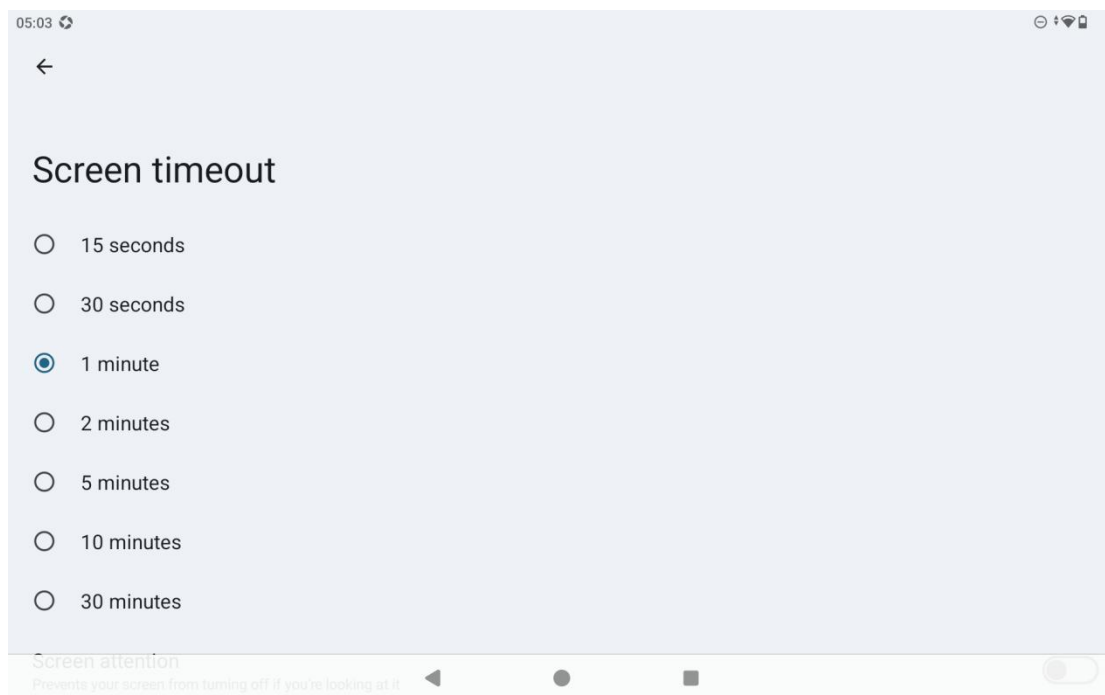 05:03
Screen timeout
15 seconds
30 seconds
1 minute
2 minutes
5 minutes
10 minutes
30 minutes
Screen attention
Prevents your screen from turning off if you're looking at it